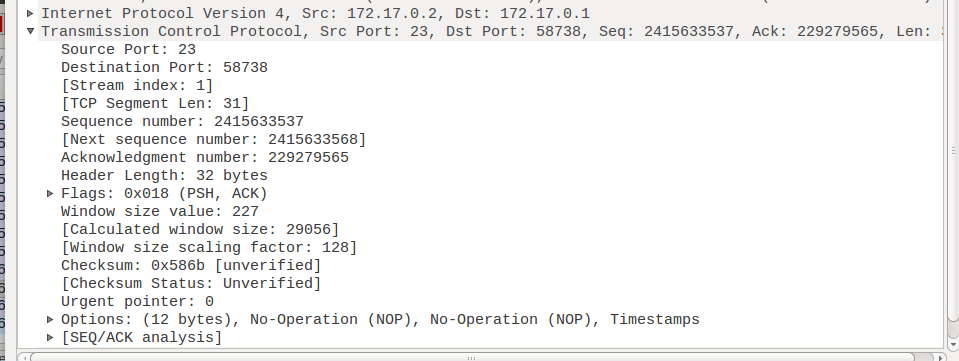 Internet Protocol Version 4, Src: 172.17.0.2, Dst: 172.17.0.1
Transmission Control Protocol, Src Port: 23, Dst Port: 58738, Seq: 2415633537, Ack: 229279565, Len:
Source Port: 23
Destination Port: 58738
[Stream index: 1]
[TCP Segment Len: 31]
Sequence number: 2415633537
[Next sequence number: 2415633568]
Acknowledgment number: 229279565
Header Length: 32 bytes
Flags: 0x018 (PSH, ACK)
Window size value: 227
[Calculated window size: 29056]
[Window size scaling factor: 128]
Checksum: 0x586b [unverified]
[Checksum Status: Unverified]
Urgent pointer: 0
Options: (12 bytes), No-Operation (NOP), No-Operation (NOP), Timestamps
[SEQ/ACK analysis]